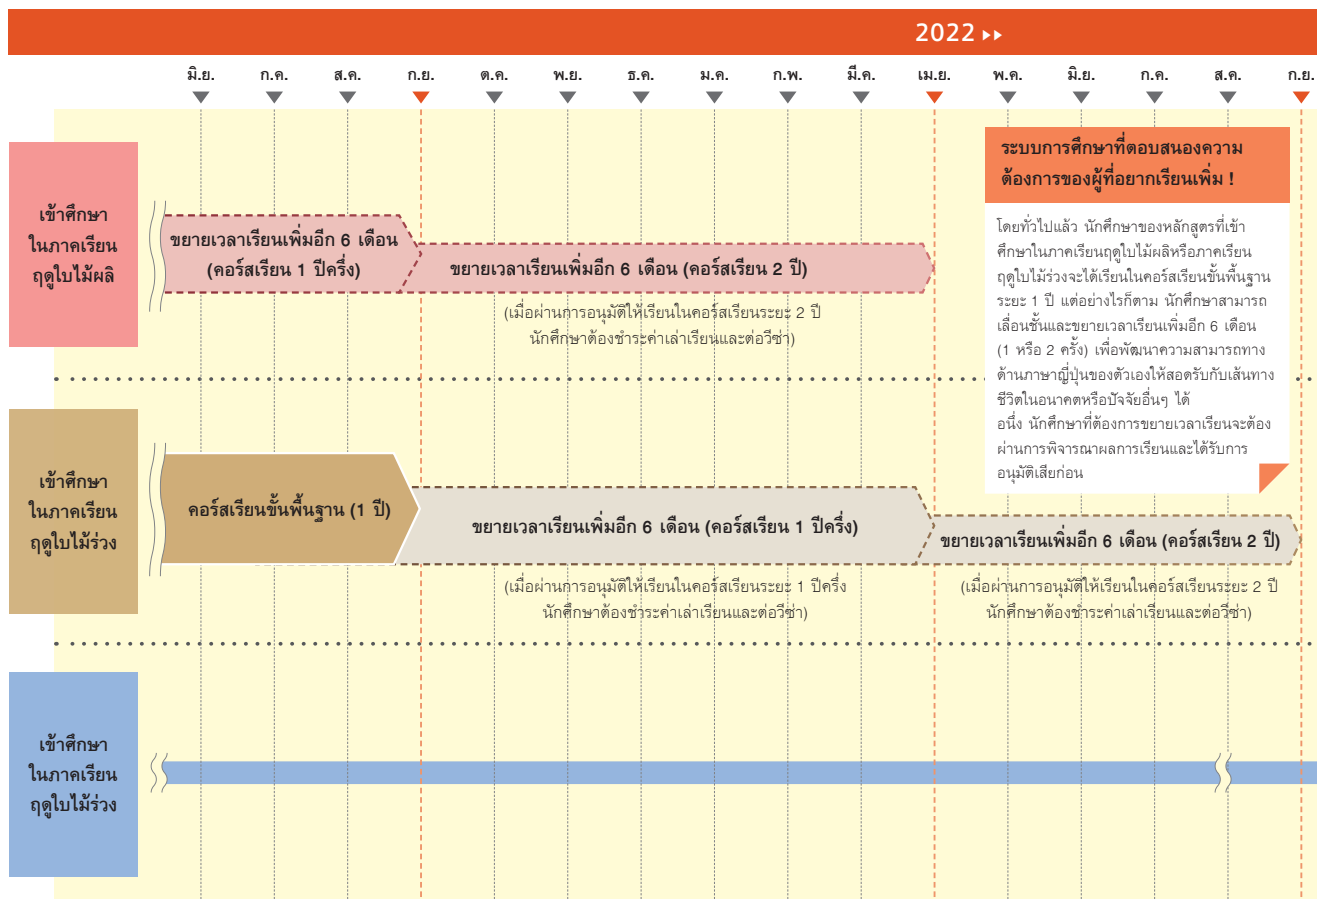 2022
มิ.ย. ก.ค. ส.ค. ก.ย. ต.ค. พ.ย. ธ.ค. ม.ค. ก.พ. มี.ค. เม.ย. พ.ค. มิ.ย. ก.ค. ส.ค. ก.ย.
ระบบการศึกษาที่ตอบสนองความ
ต้องการของผู้ที่อยากเรียนเพิ่ม !
โดยทั่วไปแล้ว นักศึกษาของหลักสูตรที่เข้า
ศึกษาในภาคเรียนฤดูใบไม้ผลิหรือภาคเรียน
ฤดูใบไม้ร่วงจะได้เรียนในคอร์สเรียนขั้นพื้นฐาน
ระยะ 1 ปี แต่อย่างไรก็ตาม นักศึกษาสามารถ
เลื่อนชั้นและขยายเวลาเรียนเพิ่มอีก 6 เดือน
(1 หรือ 2 ครั้ง) เพื่อพัฒนาความสามารถทาง
ด้านภาษาญี่ปุ่นของตัวเองให้สอดรับกับเส้นทาง
ชีวิตในอนาคตหรือปัจจัยอื่นๆ ได้
อนึ่ง นักศึกษาที่ต้องการขยายเวลาเรียนจะต้อง
ผ่านการพิจารณาผลการเรียนและได้รับการ
อนุมัติเสียก่อน
เข้าศึกษา
ในภาคเรียน
ฤดูใบไม้ผลิ
ขยายเวลาเรียนเพิ่มอีก 6 เดือน
(คอร์สเรียน 1 ปีครึ่ง)
ขยายเวลาเรียนเพิ่มอีก 6 เดือน (คอร์สเรียน 2 ปี)
(เมื่อผ่านการอนุมัติให้เรียนในคอร์สเรียนระยะ 2 ปี
นักศึกษาต้องชำระค่าเล่าเรียนและต่อวีซ่า)
เข้าศึกษา
ในภาคเรียน
ฤดูใบไม้ร่วง
คอร์สเรียนขั้นพื้นฐาน (1 ปี)
ขยายเวลาเรียนเพิ่มอีก 6 เดือน (คอร์สเรียน 1 ปีครึ่ง)
(เมื่อผ่านการอนุมัติให้เรียนในคอร์สเรียนระยะ 1 ปีครึ่ง
นักศึกษาต้องชำระค่าเล่าเรียนและต่อวีซ่า)
ขยายเวลาเรียนเพิ่มอีก 6 เดือน (คอร์สเรียน 2 ปี)
(เมื่อผ่านการอนุมัติให้เรียนในคอร์สเรียนระยะ 2 ปี
นักศึกษาต้องชำระค่าเล่าเรียนและต่อวีซ่า)
เข้าศึกษา
ในภาคเรียน
ฤดูใบไม้ร่วง